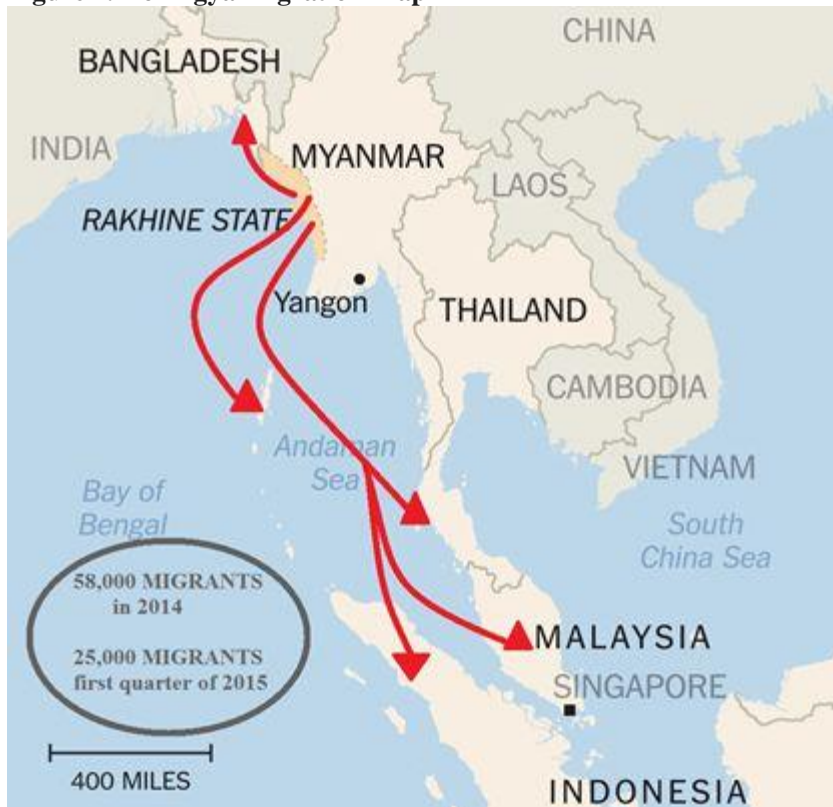 CHINA
BANGLADESH
INDIA
MYANMAR
LAOS
RAKHINE STATE
Yangon
THAILAND
CAMBODIA
Andaman
Sea
VIETNAM
Bay of
Bengal
South
China Sea
58,000 MIGRANTS
in 2014
25,000 MIGRANTS
first quarter of 2015
MALAYSIA
SINGAPORE
400 MILES
INDONESIA